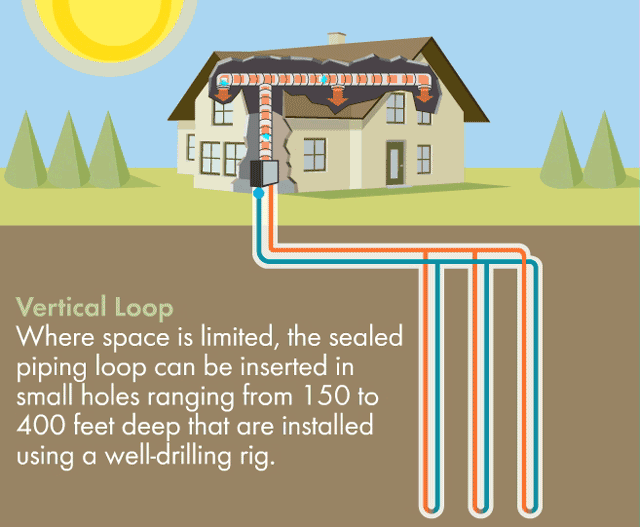 Vertical Loop
Where space is limited, the sealed
piping loop can be inserted in
small holes ranging from 150 to
400 feet deep that are installed
using a well-drilling rig.